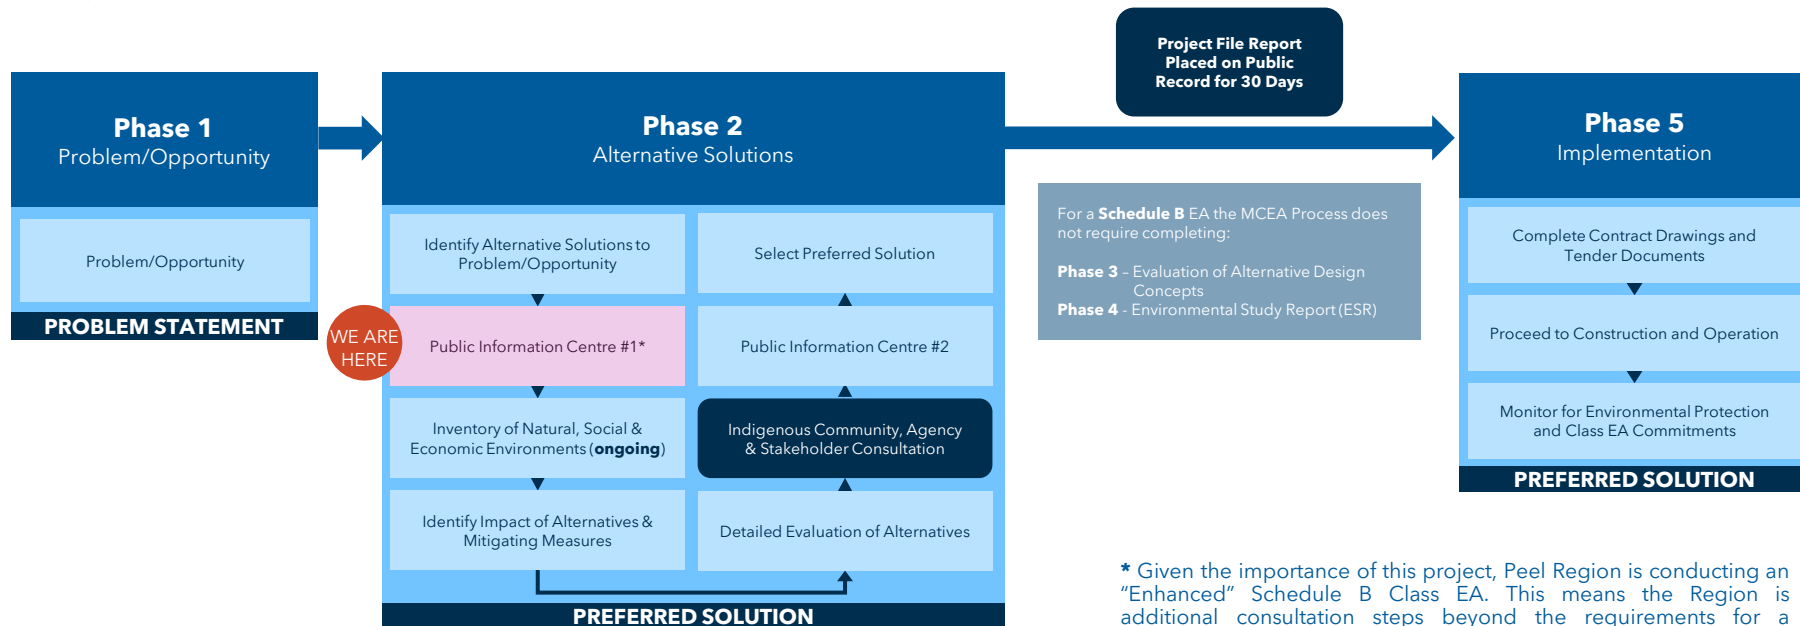 Project File Report
Placed on Public
Record for 30 Days
Phase 1
Problem/Opportunity
Problem/Opportunity
PROBLEM STATEMENT
Phase 2
Alternative Solutions
Identify Alternative Solutions to
Problem/Opportunity
WE ARE
HERE
Public Information Centre #1*
Inventory of Natural, Social &
Economic Environments (ongoing)
Identify Impact of Alternatives &
Mitigating Measures
Detailed Evaluation of Alternatives
Indigenous Community, Agency
& Stakeholder Consultation
Public Information Centre #2
Select Preferred Solution
PREFERRED SOLUTION
For a Schedule B EA the MCEA Process does
not require completing:
Phase 3 – Evaluation of Alternative Design
Concepts
Phase 4 - Environmental Study Report (ESR)
Phase 5
Implementation
Complete Contract Drawings and
Tender Documents
Proceed to Construction and Operation
Monitor for Environmental Protection
and Class EA Commitments
PREFERRED SOLUTION
* Given the importance of this project, Peel Region is conducting an
“Enhanced” Schedule B Class EA. This means the Region is
additional consultation steps beyond the requirements for a